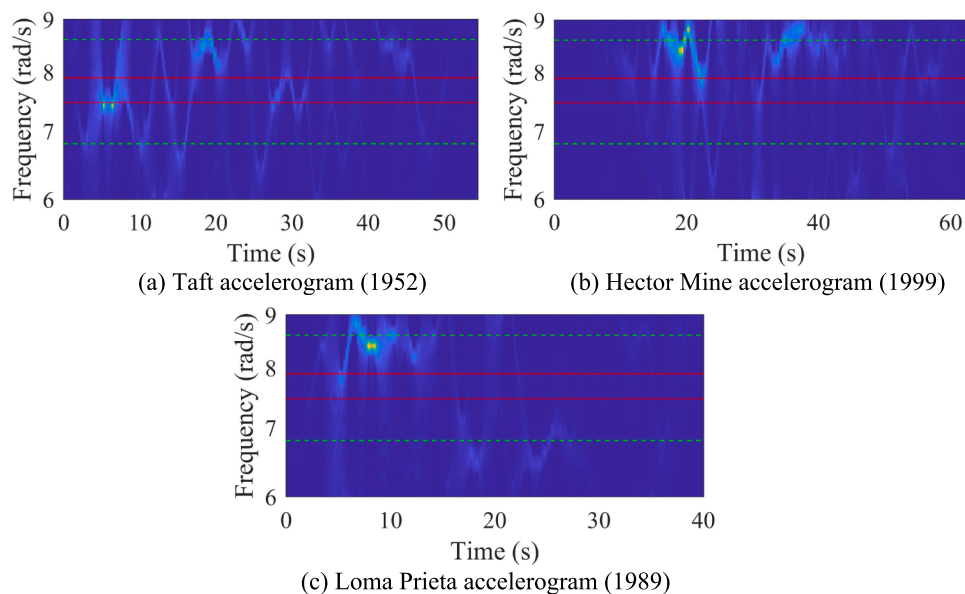 9
8
7
6
Frequency (rad/s)
0 10 20 30 40 50
Time (s)
(a) Taft accelerogram (1952)
9
8
7
6
Frequency (rad/s)
0 20 40 60
Time (s)
(b) Hector Mine accelerogram (1999)
9
8
7
6
Frequency (rad/s)
0 10 20 30 40
Time (s)
(c) Loma Prieta accelerogram (1989)